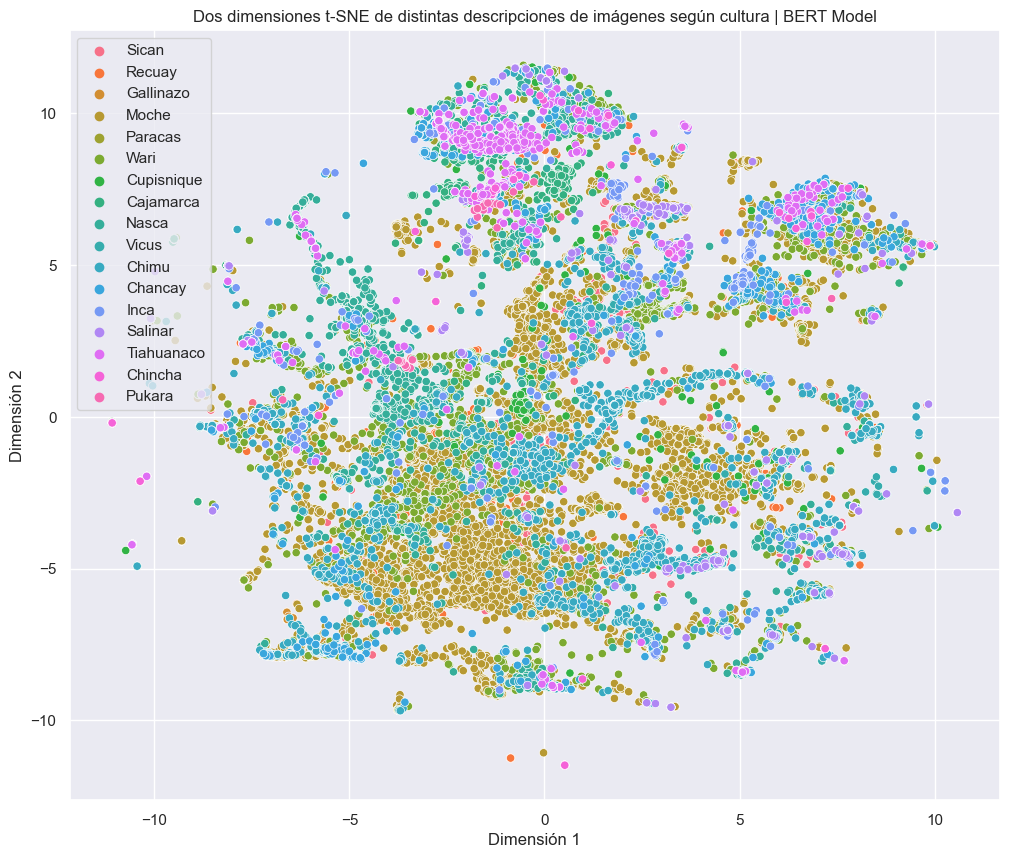 Dos dimensiones t-SNE de distintas descripciones de imágenes según cultura | BERT Model
Sican
Recuay
Gallinazo
Moche
Paracas
Wari
Cupisnique
Cajamarca
Nasca
Vicus
Chimu
Chancay
Inca
Salinar
Tiahuanaco
Chincha
Pukara
10
5
0
−5
−10
Dimensión 2
−10
−5
0
5
10
Dimensión 1